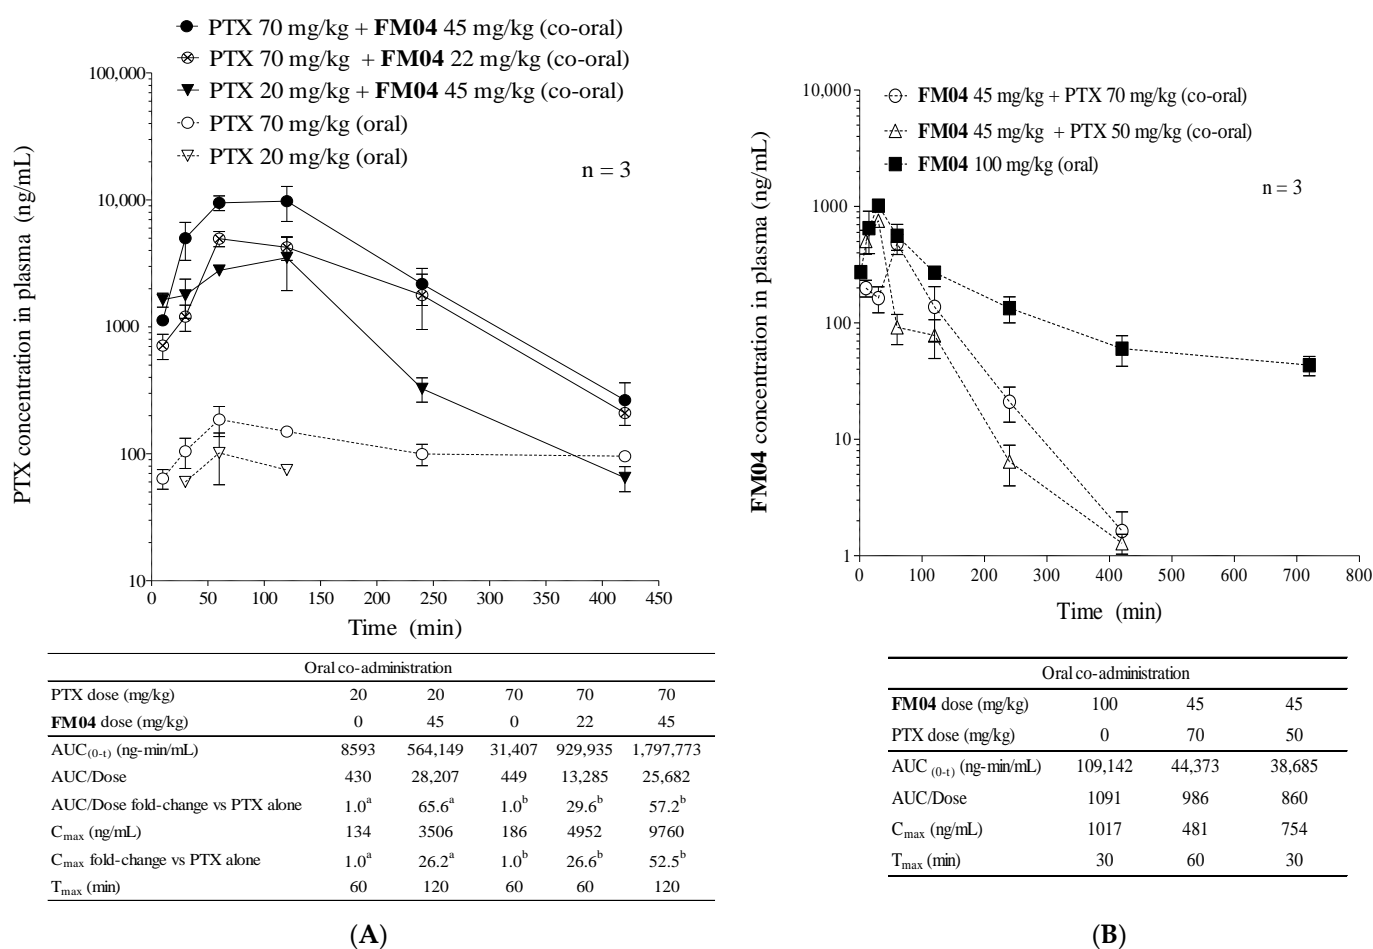 PTX 70 mg/kg + FM04 45 mg/kg (co-oral)
PTX 70 mg/kg + FM04 22 mg/kg (co-oral)
PTX 20 mg/kg + FM04 45 mg/kg (co-oral)
PTX 70 mg/kg (oral)
PTX 20 mg/kg (oral)
n = 3
PTX concentration in plasma (ng/mL)
100,000
10,000
1000
100
10
0 50 100 150 200 250 300 350 400 450
Time (min)
Oral co-administration
PTX dose (mg/kg) 20 20 70 70 70
FM04 dose (mg/kg) 0 45 0 22 45
AUC(0-t) (ng-min/mL) 8593 564,149 31,407 929,935 1,797,773
AUC/Dose 430 28,207 449 13,285 25,682
AUC/Dose fold-change vs PTX alone 1.0a 65.6a 1.0b 29.6b 57.2b
Cmax (ng/mL) 134 3506 186 4952 9760
Cmax fold-change vs PTX alone 1.0a 26.2a 1.0b 26.6b 52.5b
Tmax (min) 60 120 60 60 120
(A)
FM04 45 mg/kg + PTX 70 mg/kg (co-oral)
FM04 45 mg/kg + PTX 50 mg/kg (co-oral)
FM04 100 mg/kg (oral)
n = 3
FM04 concentration in plasma (ng/mL)
10,000
1000
100
10
1
0 100 200 300 400 500 600 700 800
Time (min)
Oral co-administration
FM04 dose (mg/kg) 100 45 45
PTX dose (mg/kg) 0 70 50
AUC (0-t) (ng-min/mL) 109,142 44,373 38,685
AUC/Dose 1091 986 860
Cmax (ng/mL) 1017 481 754
Tmax (min) 30 60 30
(B)